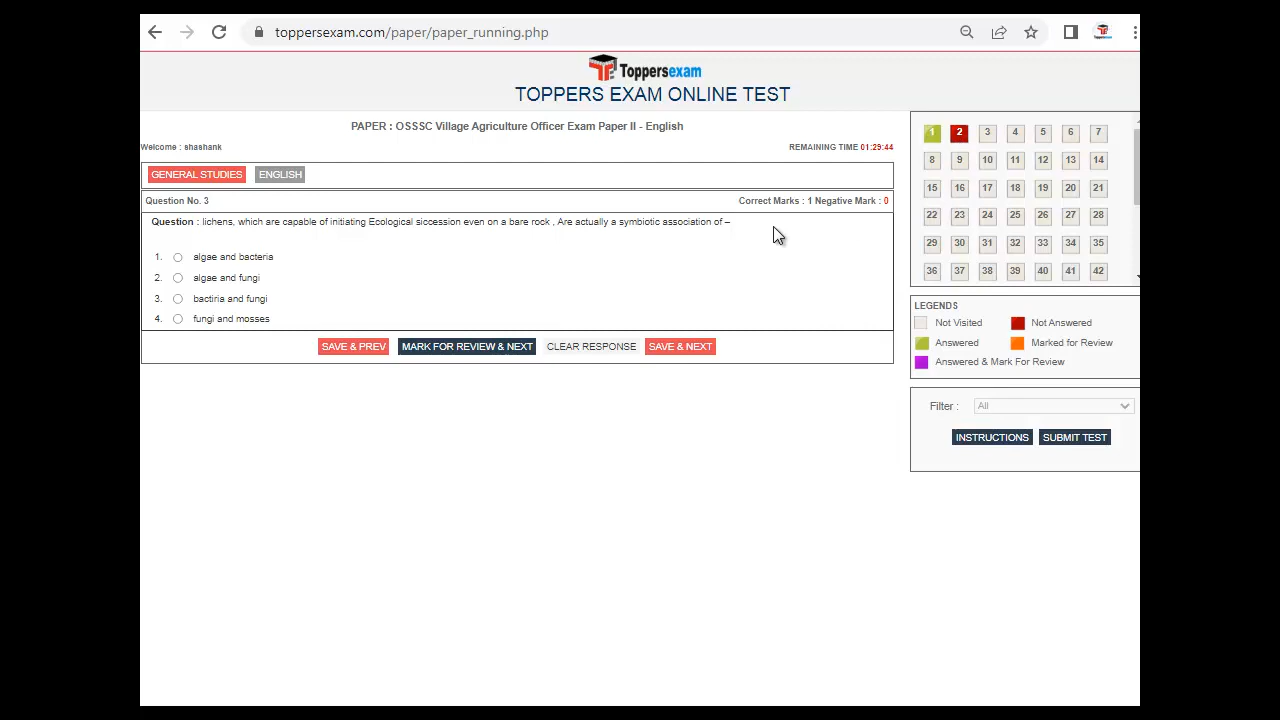 toppersexam.com/paper/paper_running.php
Toppersexam
TOPPERS EXAM ONLINE TEST
PAPER : OSSSC Village Agriculture Officer Exam Paper II - English
Welcome : shashank
REMAINING TIME 01:29:44
GENERAL STUDIES ENGLISH
Question No. 3
Correct Marks : 1 Negative Mark : 0
Question : lichens, which are capable of initiating Ecological siccession even on a bare rock , Are actually a symbiotic association of –
1. algae and bacteria
2. algae and fungi
3. bactiria and fungi
4. fungi and mosses
SAVE & PREV MARK FOR REVIEW & NEXT CLEAR RESPONSE SAVE & NEXT
1 2 3 4 5 6 7
8 9 10 11 12 13 14
15 16 17 18 19 20 21
22 23 24 25 26 27 28
29 30 31 32 33 34 35
36 37 38 39 40 41 42
LEGENDS
Not Visited Not Answered
Answered Marked for Review
Answered & Mark For Review
Filter : All
INSTRUCTIONS SUBMIT TEST